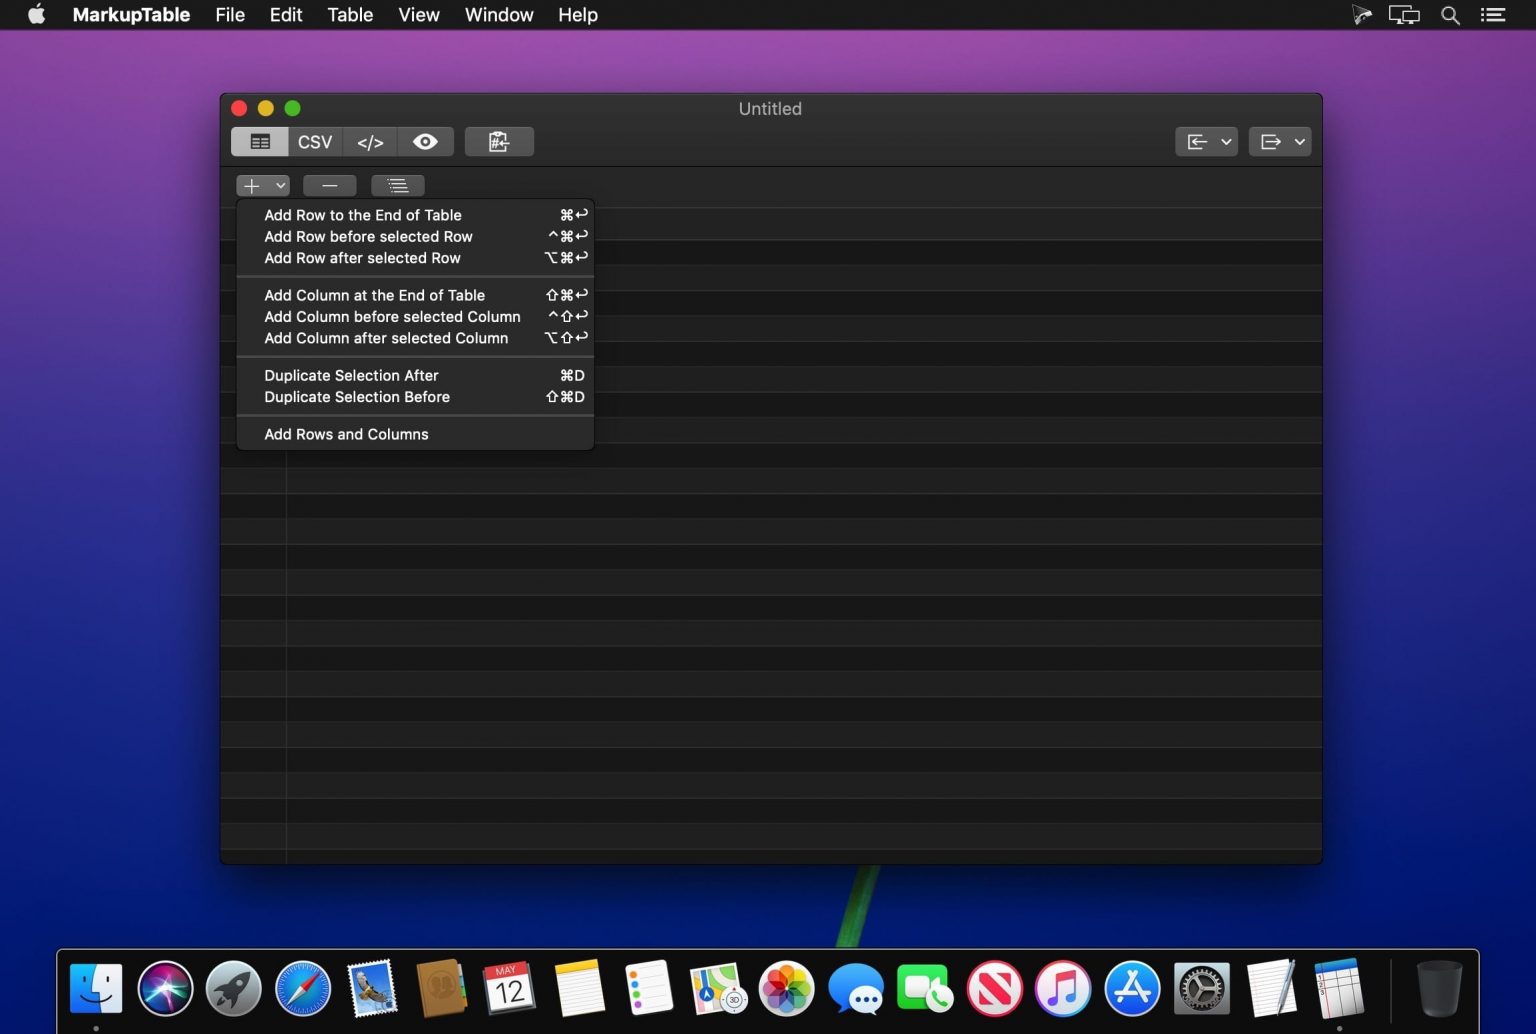 MarkupTable File Edit Table View Window Help
Untitled
CSV </>
Add Row to the End of Table ⌘↩
Add Row before selected Row ^⌘↩
Add Row after selected Row ⌥⌘↩
Add Column at the End of Table ⇧⌘↩
Add Column before selected Column ^⇧↩
Add Column after selected Column ⌥⇧↩
Duplicate Selection After ⌘D
Duplicate Selection Before ⇧⌘D
Add Rows and Columns
MAY
12
3D